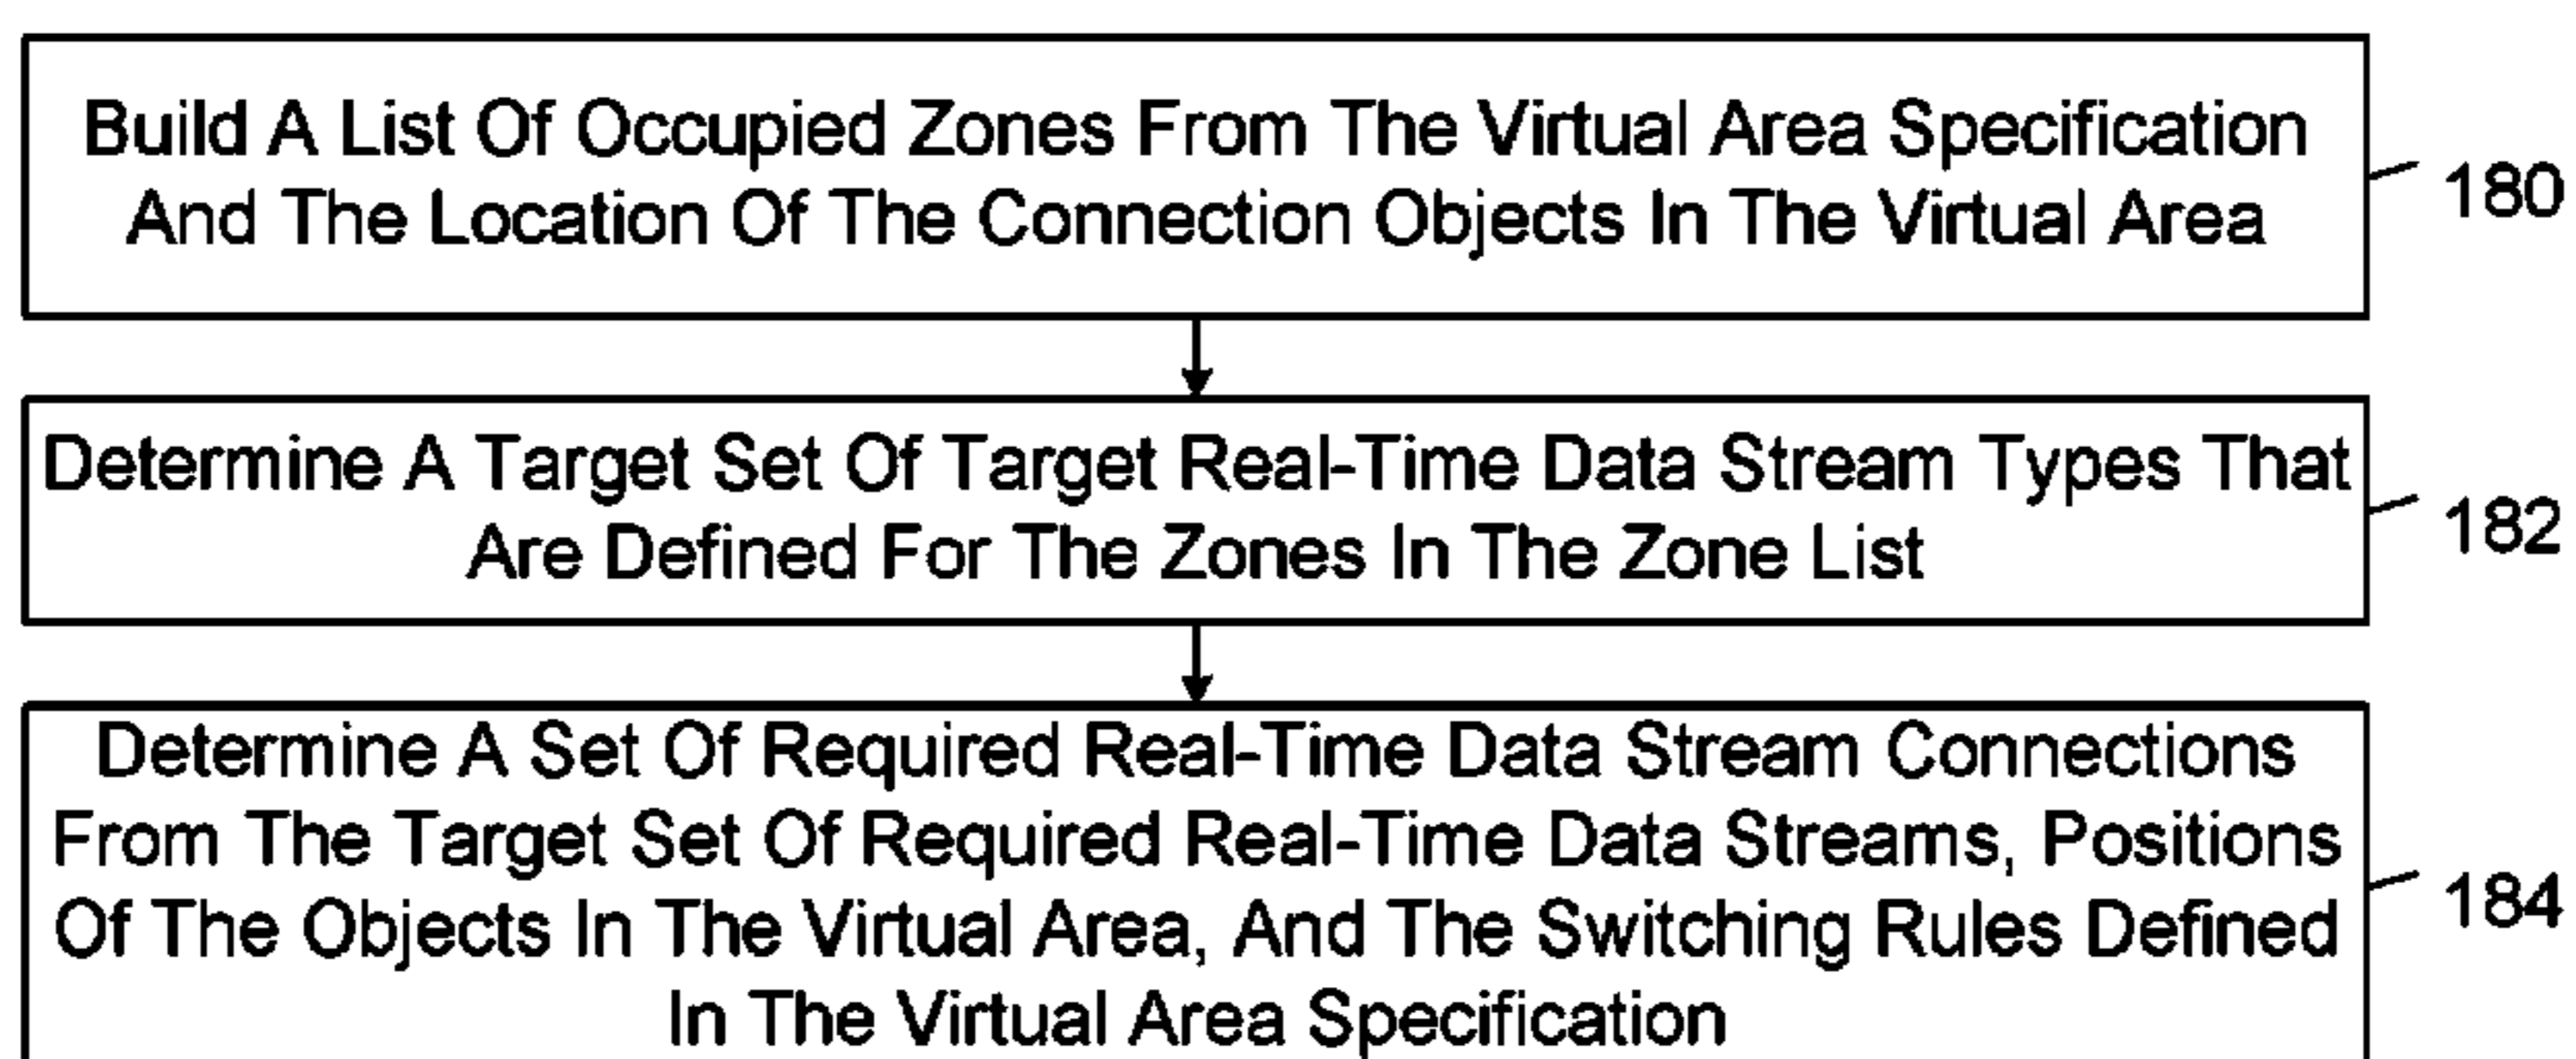 Build A List Of Occupied Zones From The Virtual Area Specification
And The Location Of The Connection Objects In The Virtual Area
180
Determine A Target Set Of Target Real-Time Data Stream Types That
Are Defined For The Zones In The Zone List
182
Determine A Set Of Required Real-Time Data Stream Connections
From The Target Set Of Required Real-Time Data Streams, Positions
Of The Objects In The Virtual Area, And The Switching Rules Defined
In The Virtual Area Specification
184